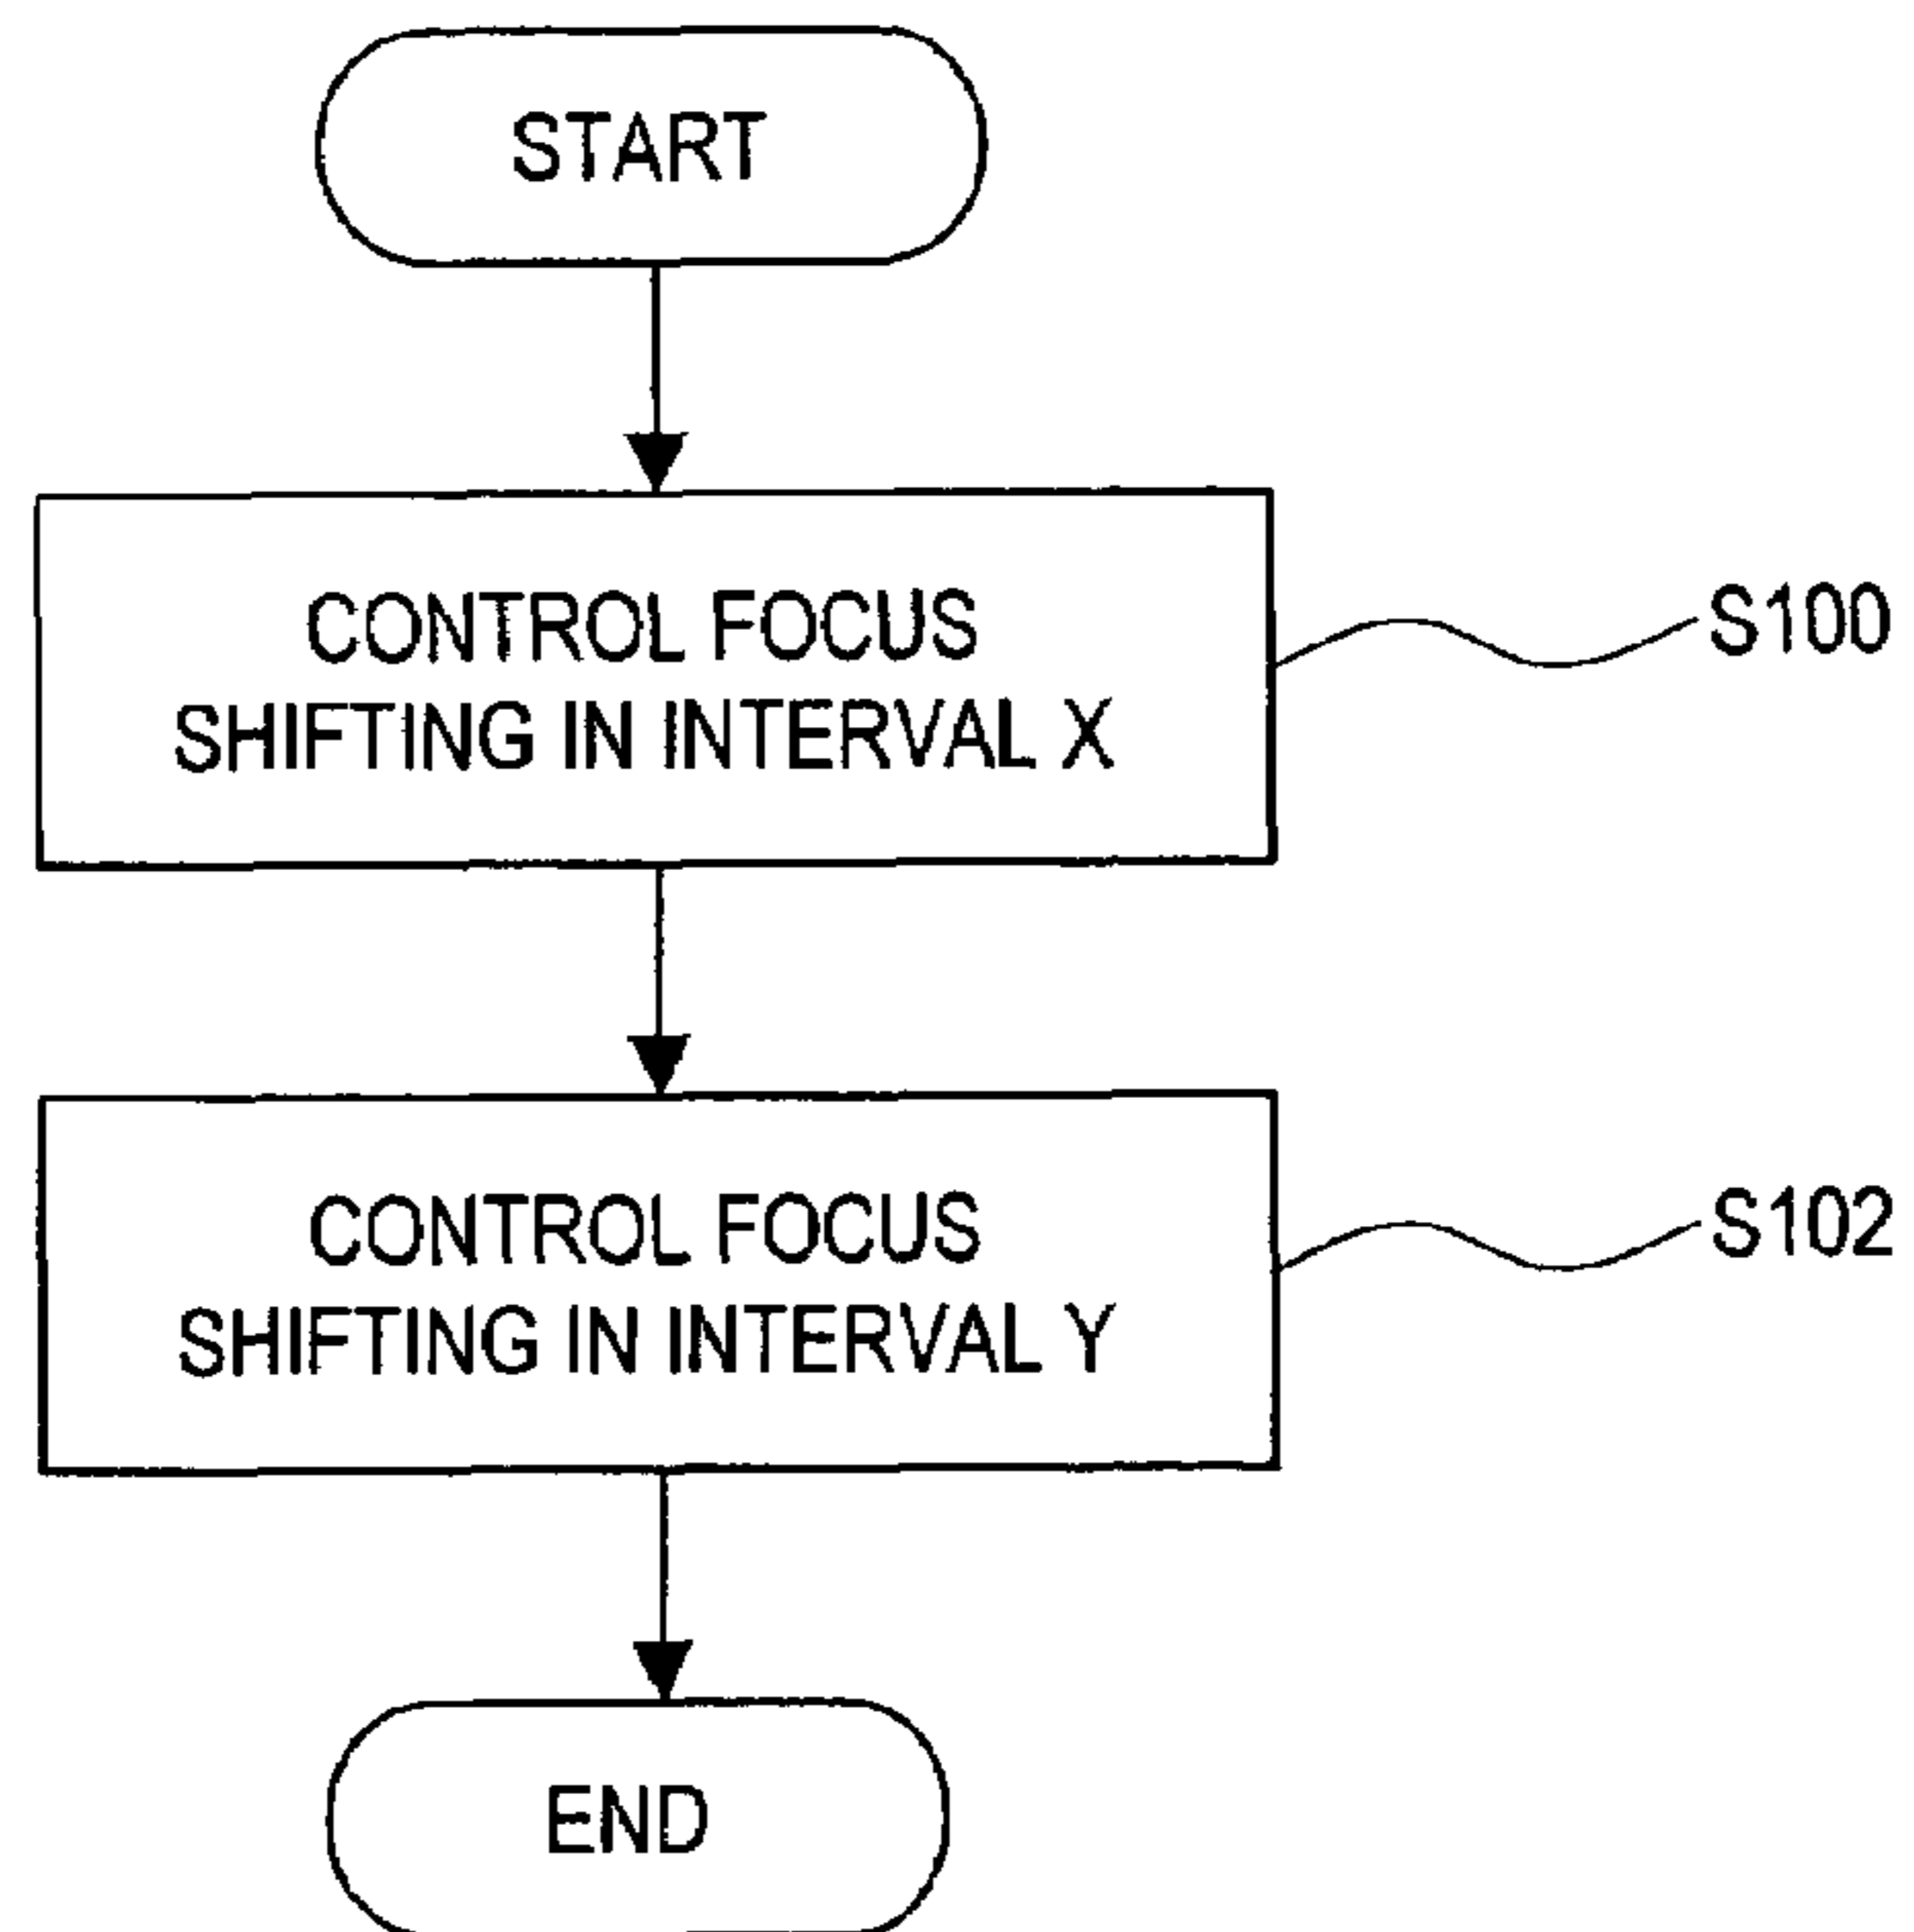 START
CONTROL FOCUS
SHIFTING IN INTERVAL X
S100
CONTROL FOCUS
SHIFTING IN INTERVAL Y
S102
END